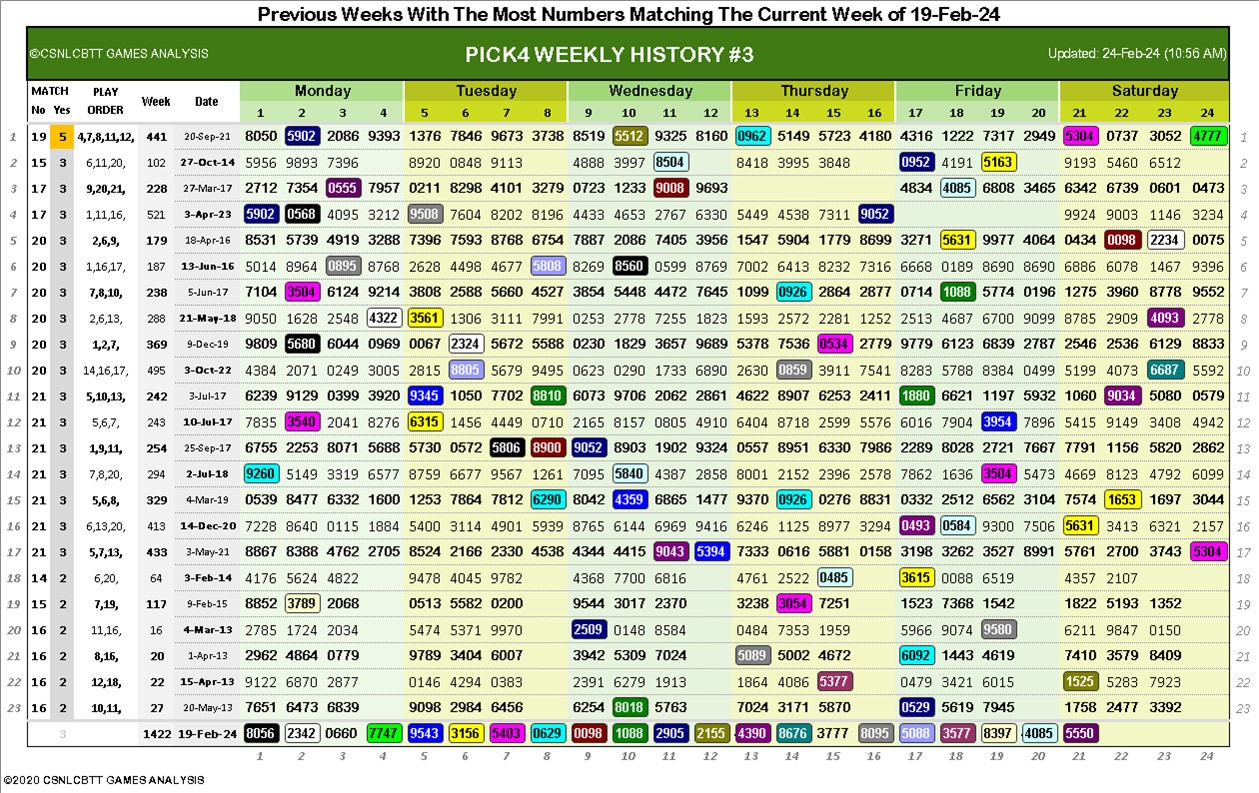 Previous Weeks With The Most Numbers Matching The Current Week of 19-Feb-24
©CSNLCBTT GAMES ANALYSIS PICK4 WEEKLY HISTORY #3 Updated: 24-Feb-24 (10:56 AM)
MATCH PLAY Week Date Monday Tuesday Wednesday Thursday Friday Saturday
No Yes ORDER 1 2 3 4 5 6 7 8 9 10 11 12 13 14 15 16 17 18 19 20 21 22 23 24
1 19 5 4,7,8,11,12, 441 20-Sep-21 8050 5902 2086 9393 1376 7846 9673 3738 8519 5512 9325 8160 0962 5149 5723 4180 4316 1222 7317 2949 5304 0737 3052 4777 1
2 15 3 6,11,20, 102 27-Oct-14 5956 9893 7396 8920 0848 9113 4888 3997 8504 8418 3995 3848 0952 4191 5163 9193 5460 6512 2
3 17 3 9,20,21, 228 27-Mar-17 2712 7354 0555 7957 0211 8298 4101 3279 0723 1233 9008 9693 4834 4085 6808 3465 6342 6739 0601 0473 3
4 17 3 1,11,16, 521 3-Apr-23 5902 0568 4095 3212 9508 7604 8202 8196 4433 4653 2767 6330 5449 4538 7311 9052 9924 9003 1146 3234 4
5 20 3 2,6,9, 179 18-Apr-16 8531 5739 4919 3288 7396 7593 8768 6754 7887 2086 7405 3956 1547 5904 1779 8699 3271 5631 9977 4064 0434 0098 2234 0075 5
6 20 3 1,16,17, 187 13-Jun-16 5014 8964 0895 8768 2628 4498 4677 5808 8269 8560 0599 8769 7002 6413 8232 7316 6668 0189 8690 8690 6886 6078 1467 9396 6
7 20 3 7,8,10, 238 5-Jun-17 7104 3504 6124 9214 3808 2588 5660 4527 3854 5448 4472 7645 1099 0926 2864 2877 0714 1088 5774 0196 1275 3960 8778 9552 7
8 20 3 2,6,13, 288 21-May-18 9050 1628 2548 4322 3561 1306 3111 7991 0253 2778 7255 1823 1593 2572 2281 1252 2513 4687 6700 9099 8785 2909 4093 2778 8
9 20 3 1,2,7, 369 9-Dec-19 9809 5680 6044 0969 0067 2324 5672 5588 0230 1829 3657 9689 5378 7536 0534 2779 9779 6123 6839 2787 2546 2536 6129 8833 9
10 20 3 14,16,17, 495 3-Oct-22 4384 2071 0249 3005 2815 8805 5679 9495 0623 0290 1733 6890 2630 0859 3911 7541 8283 5788 8384 0499 5199 4073 6687 5592 10
11 21 3 5,10,13, 242 3-Jul-17 6239 9129 0399 3920 9345 1050 7702 8810 6073 9706 2062 2861 4622 8907 6253 2411 1880 6621 1197 5932 1060 9034 5080 0579 11
12 21 3 5,6,7, 243 10-Jul-17 7835 3540 2041 8276 6315 1456 4449 0710 2165 8157 0805 4910 6404 8718 2599 5576 6016 7904 3954 7896 5415 9149 3408 4942 12
13 21 3 1,9,11, 254 25-Sep-17 6755 2253 8071 5688 5730 0572 5806 8900 9052 8903 1902 9324 0557 8951 6330 7986 2289 8028 2721 7667 7791 1156 5820 2862 13
14 21 3 7,8,20, 294 2-Jul-18 9260 5149 3319 6577 8759 6677 9567 1261 7095 5840 4387 6258 8001 2152 2396 2578 7862 1636 3504 5473 4669 8123 4792 6099 14
15 21 3 5,6,8, 329 4-Mar-19 0539 8477 6332 1600 1253 7864 7812 6290 8042 4359 6865 1477 9370 0926 0276 8831 0332 2512 6562 3104 7574 1653 1697 3044 15
16 21 3 6,13,20, 413 14-Dec-20 7228 8640 0115 1884 5400 3114 4901 5939 8765 6144 6969 9416 6246 1125 8977 3294 0493 0584 9300 7506 5631 3413 6321 2157 16
17 21 3 5,7,13, 433 3-May-21 8867 8388 4762 2705 8524 2166 2330 4538 4344 4415 9043 5394 7333 0616 5881 0158 3198 3262 3527 8991 5761 2700 3743 5304 17
18 14 2 6,20, 64 3-Feb-14 4176 5624 4822 9478 4045 9782 4368 7700 6816 4761 2522 0485 3615 0088 6519 4357 2107 18
19 15 2 7,19, 117 9-Feb-15 8852 3789 2068 0513 5582 0200 9544 3017 2370 3238 3054 7251 1523 7368 1542 1822 5193 1352 19
20 16 2 11,16, 16 4-Mar-13 2785 1724 2034 5474 5371 9970 2509 0148 8584 0484 7353 1959 5966 9074 9580 6211 9847 0150 20
21 16 2 8,16, 20 1-Apr-13 2962 4864 0779 9789 3404 6007 3942 5309 7024 5089 5002 4672 6092 1443 4619 7410 3579 8409 21
22 16 2 12,18, 22 15-Apr-13 9122 6870 2877 0146 4294 0383 2391 6279 1913 1864 4086 5377 0479 3421 6015 1525 5283 7923 22
23 16 2 10,11, 27 20-May-13 7651 6473 6839 9098 2984 6456 6254 8018 5763 7024 3171 5870 0529 5619 7945 1758 2477 3392 23
3 1422 19-Feb-24 8056 2342 0660 7747 9543 3156 5403 0629 0098 1088 2905 2155 4390 8676 3777 8095 5088 3577 8397 4085 5550
1 2 3 4 5 6 7 8 9 10 11 12 13 14 15 16 17 18 19 20 21 22 23 24
©2020 CSNLCBTT GAMES ANALYSIS